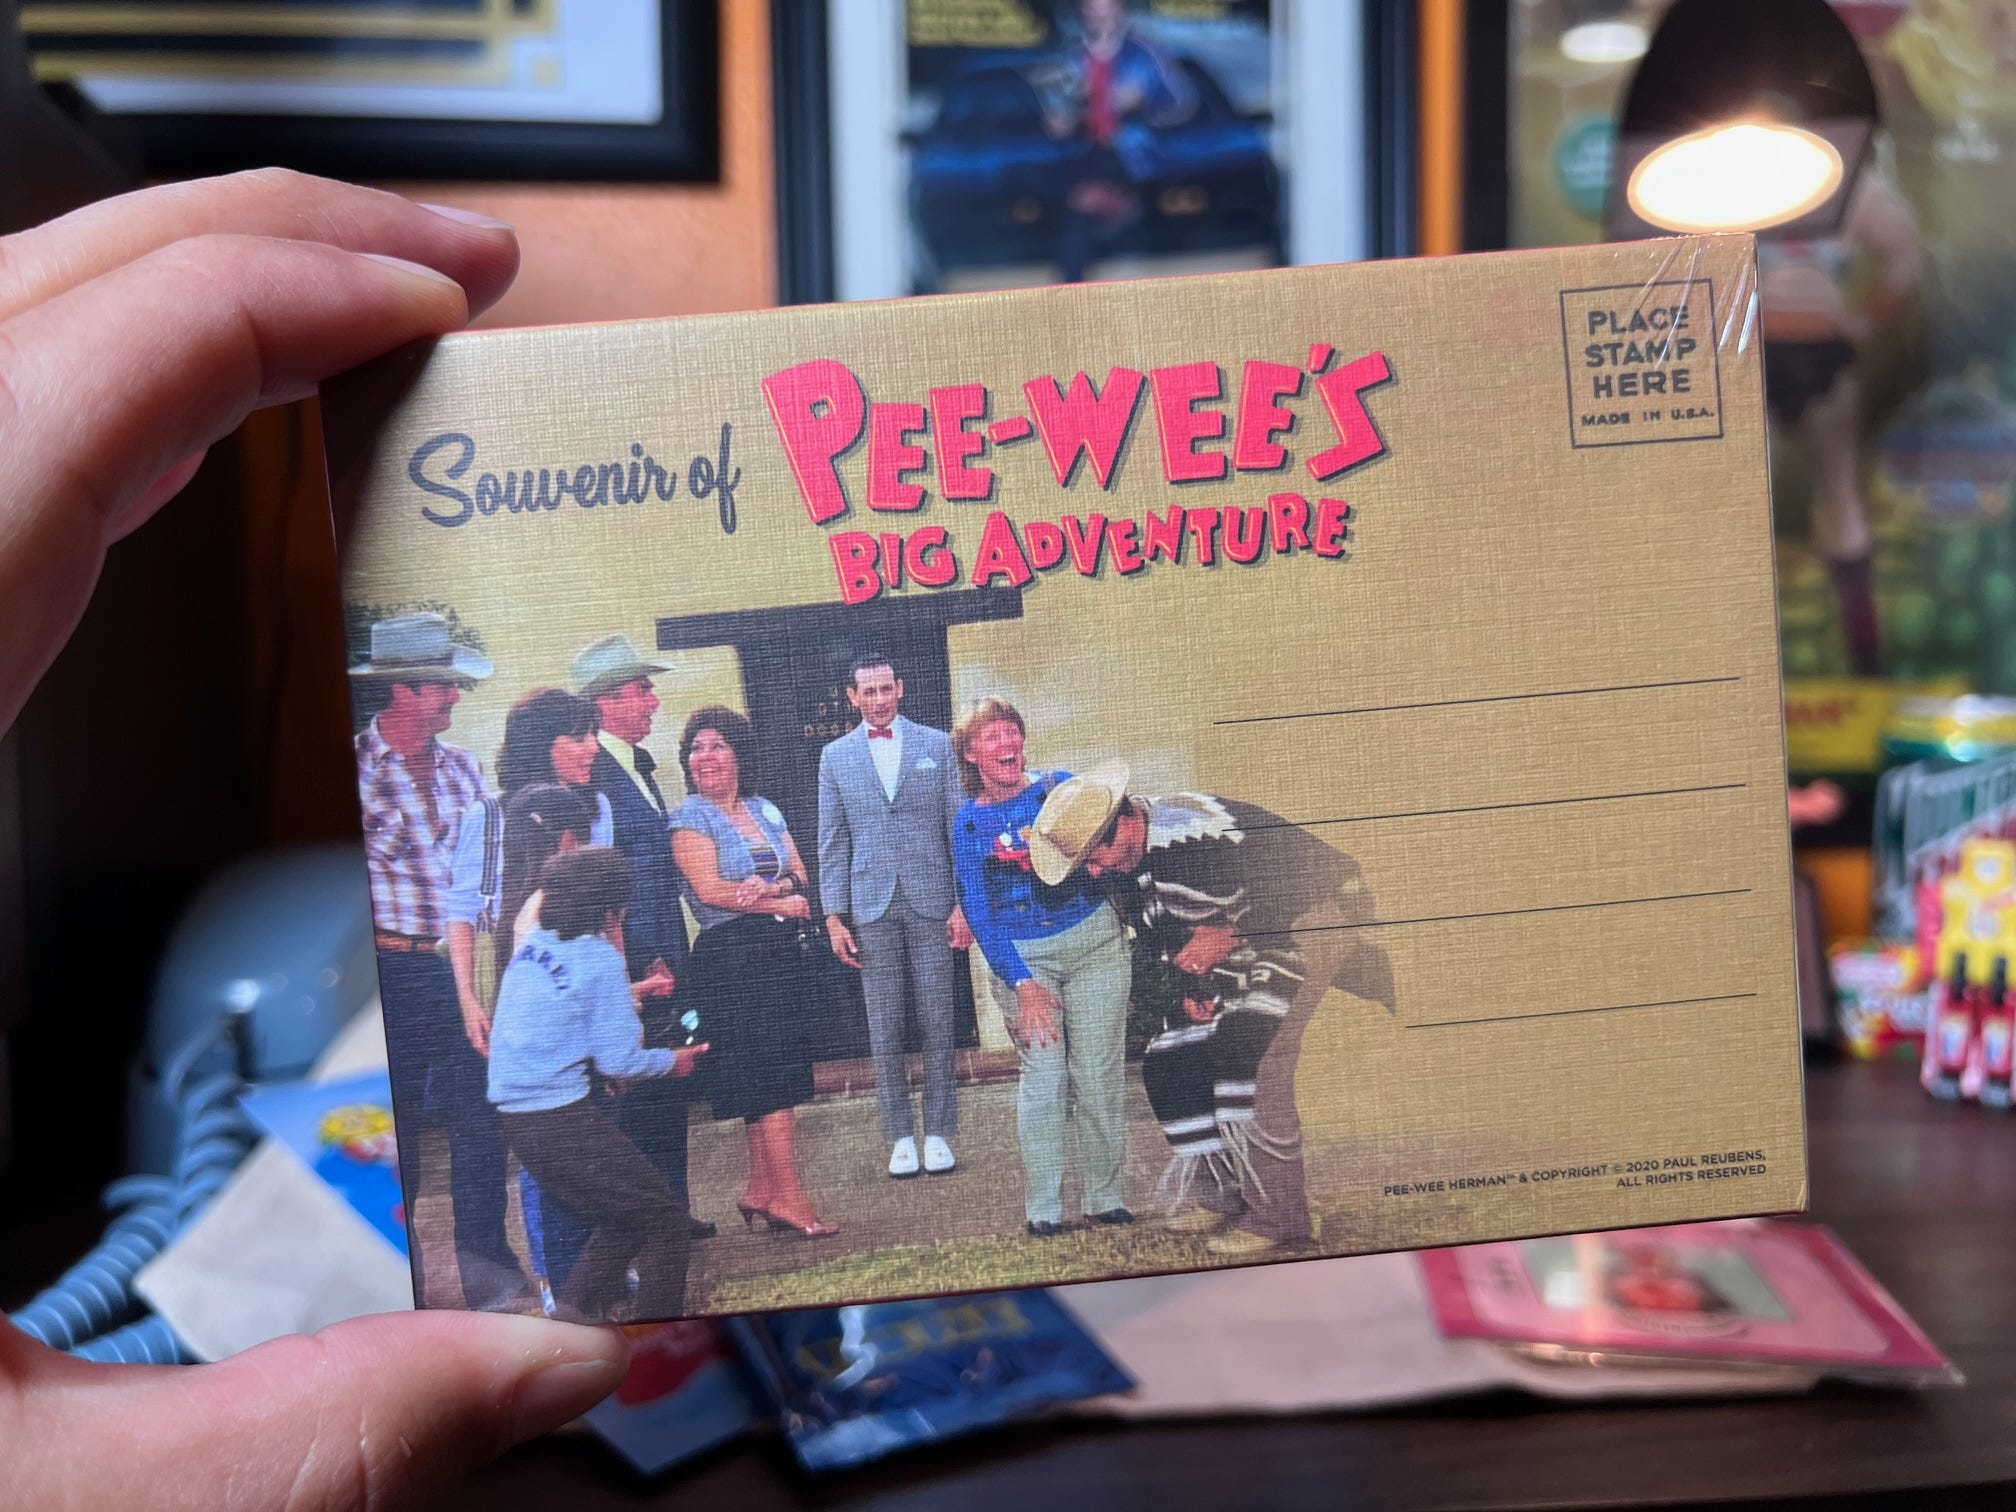 Souvenir of PEE-WEE'S
BIG ADVENTURE
PLACE
STAMP
HERE
MADE IN U.S.A.
PEE-WEE HERMAN™ & COPYRIGHT © 2020 PAUL REUBENS,
ALL RIGHTS RESERVED